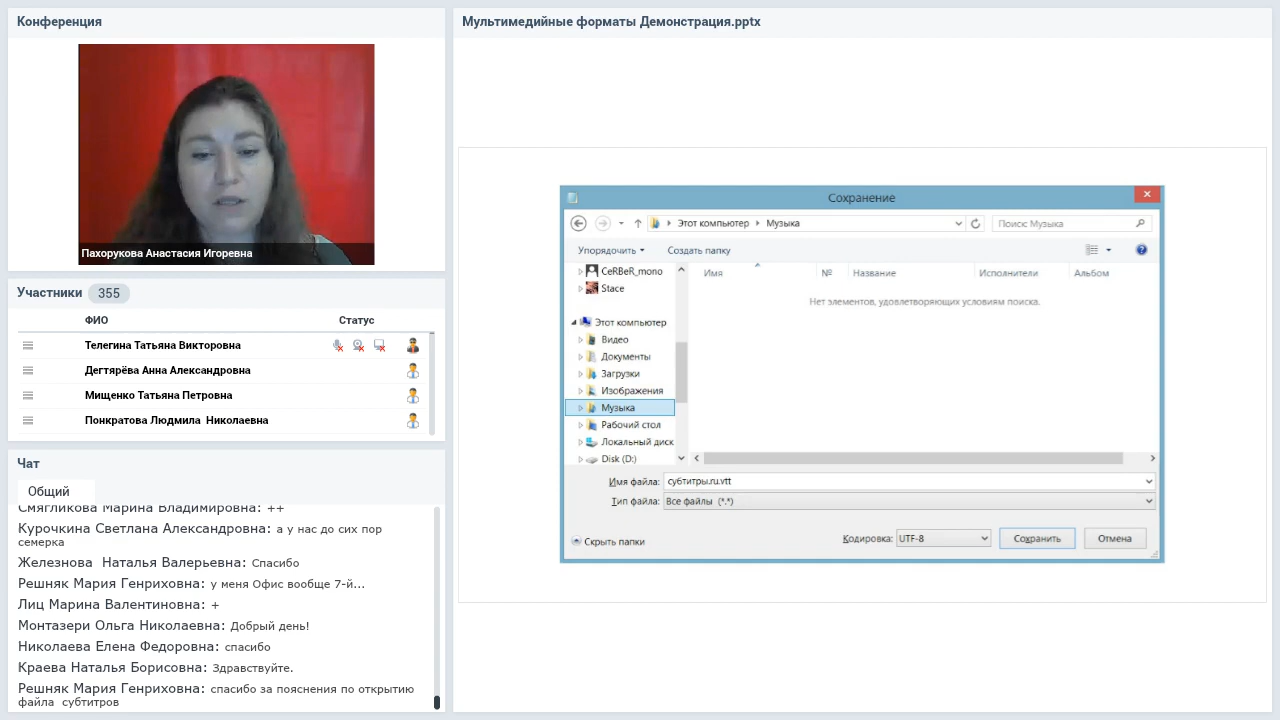 Конференция
Пахорукова Анастасия Игоревна
Участники 355
ФИО Статус
Телегина Татьяна Викторовна
Дегтярёва Анна Александровна
Мищенко Татьяна Петровна
Понкратова Людмила Николаевна
Чат
Общий
Смягликова Марина Владимировна: ++
Курочкина Светлана Александровна: а у нас до сих пор
семерка
Железнова Наталья Валерьевна: Спасибо
Решняк Мария Генриховна: у меня Офис вообще 7-й...
Лиц Марина Валентиновна: +
Монтазери Ольга Николаевна: Добрый день!
Николаева Елена Федоровна: спасибо
Краева Наталья Борисовна: Здравствуйте.
Решняк Мария Генриховна: спасибо за пояснения по открытию
файла субтитров
Мультимедийные форматы Демонстрация.pptx
Сохранение
Этот компьютер Музыка
Поиск: Музыка
Упорядочить Создать папку
CeRBeR_mono
Stace
Этот компьютер
Видео
Документы
Загрузки
Изображения
Музыка
Рабочий стол
Локальный диск
Disk (D:)
Имя № Название Исполнители Альбом
Нет элементов, удовлетворяющих условиям поиска.
Имя файла: субтитры.ru.vtt
Тип файла: Все файлы (*.*)
Скрыть папки
Кодировка: UTF-8 Сохранить Отмена